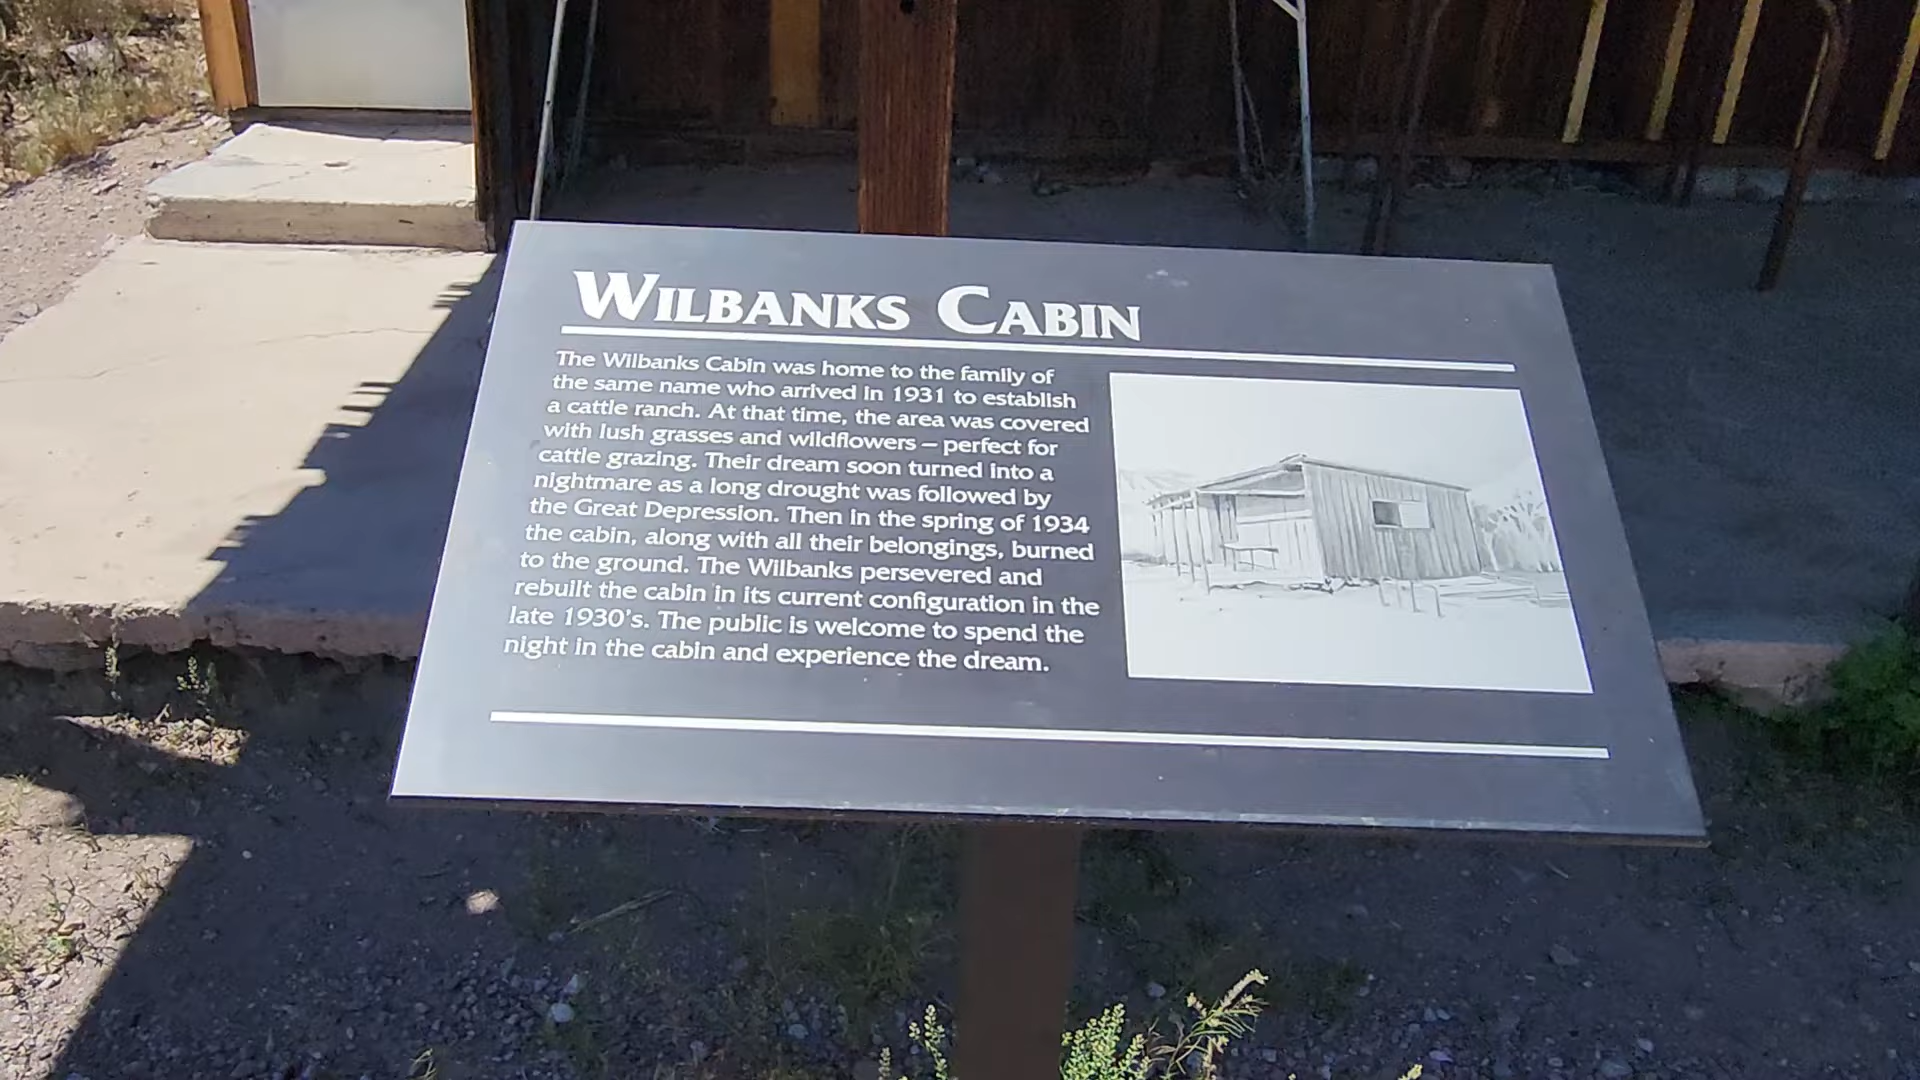 WILBANKS CABIN
The Wilbanks Cabin was home to the family of
the same name who arrived in 1931 to establish
a cattle ranch. At that time, the area was covered
with lush grasses and wildflowers – perfect for
cattle grazing. Their dream soon turned into a
nightmare as a long drought was followed by
the Great Depression. Then in the spring of 1934
the cabin, along with all their belongings, burned
to the ground. The Wilbanks persevered and
rebuilt the cabin in its current configuration in the
late 1930's. The public is welcome to spend the
night in the cabin and experience the dream.